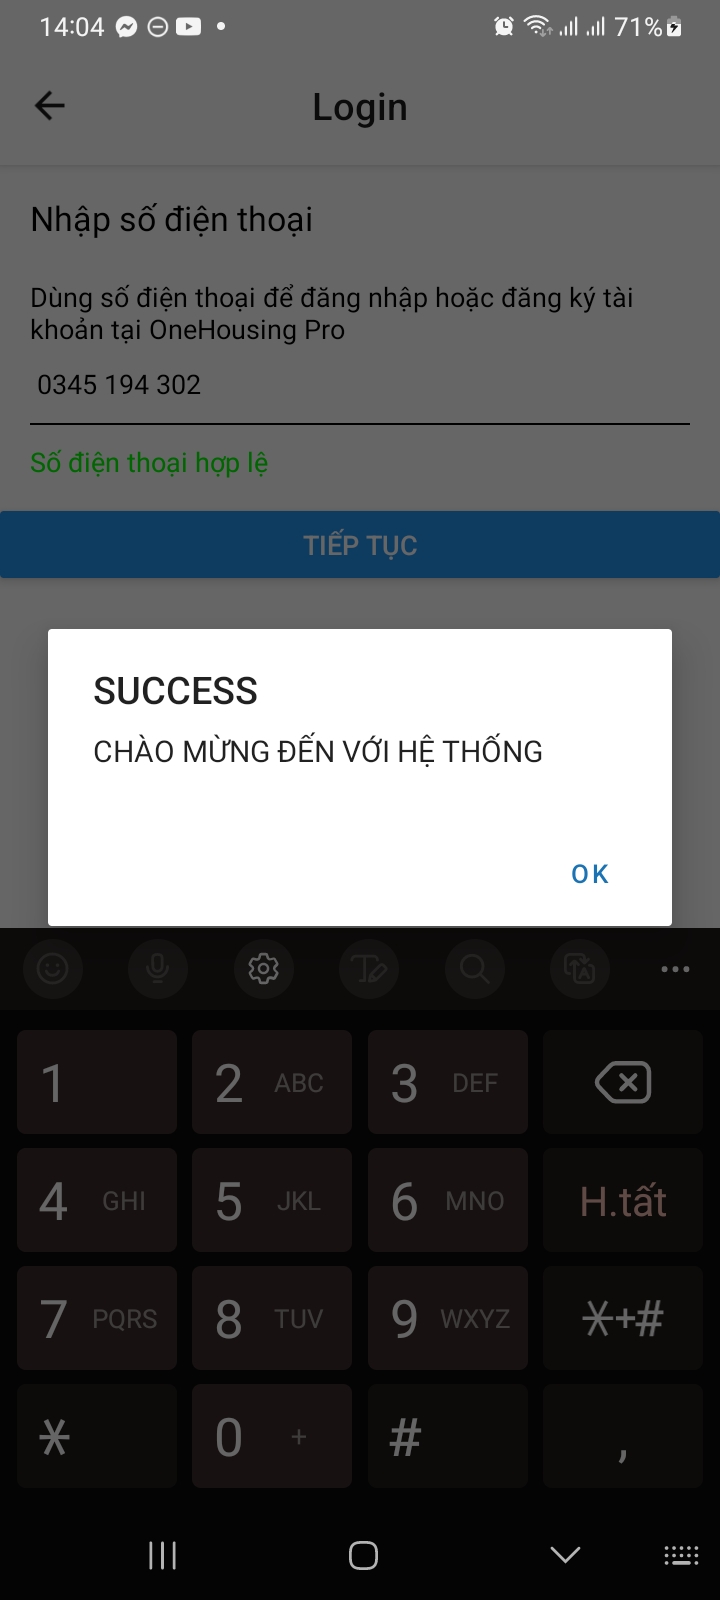 14:04
71%
Login
Nhập số điện thoại
Dùng số điện thoại để đăng nhập hoặc đăng ký tài
khoản tại OneHousing Pro
0345 194 302
Số điện thoại hợp lệ
TIẾP TỤC
SUCCESS
CHÀO MỪNG ĐẾN VỚI HỆ THỐNG
OK
1 2 ABC 3 DEF
4 GHI 5 JKL 6 MNO H.tất
7 PQRS 8 TUV 9 WXYZ *+#
* 0 + # ,